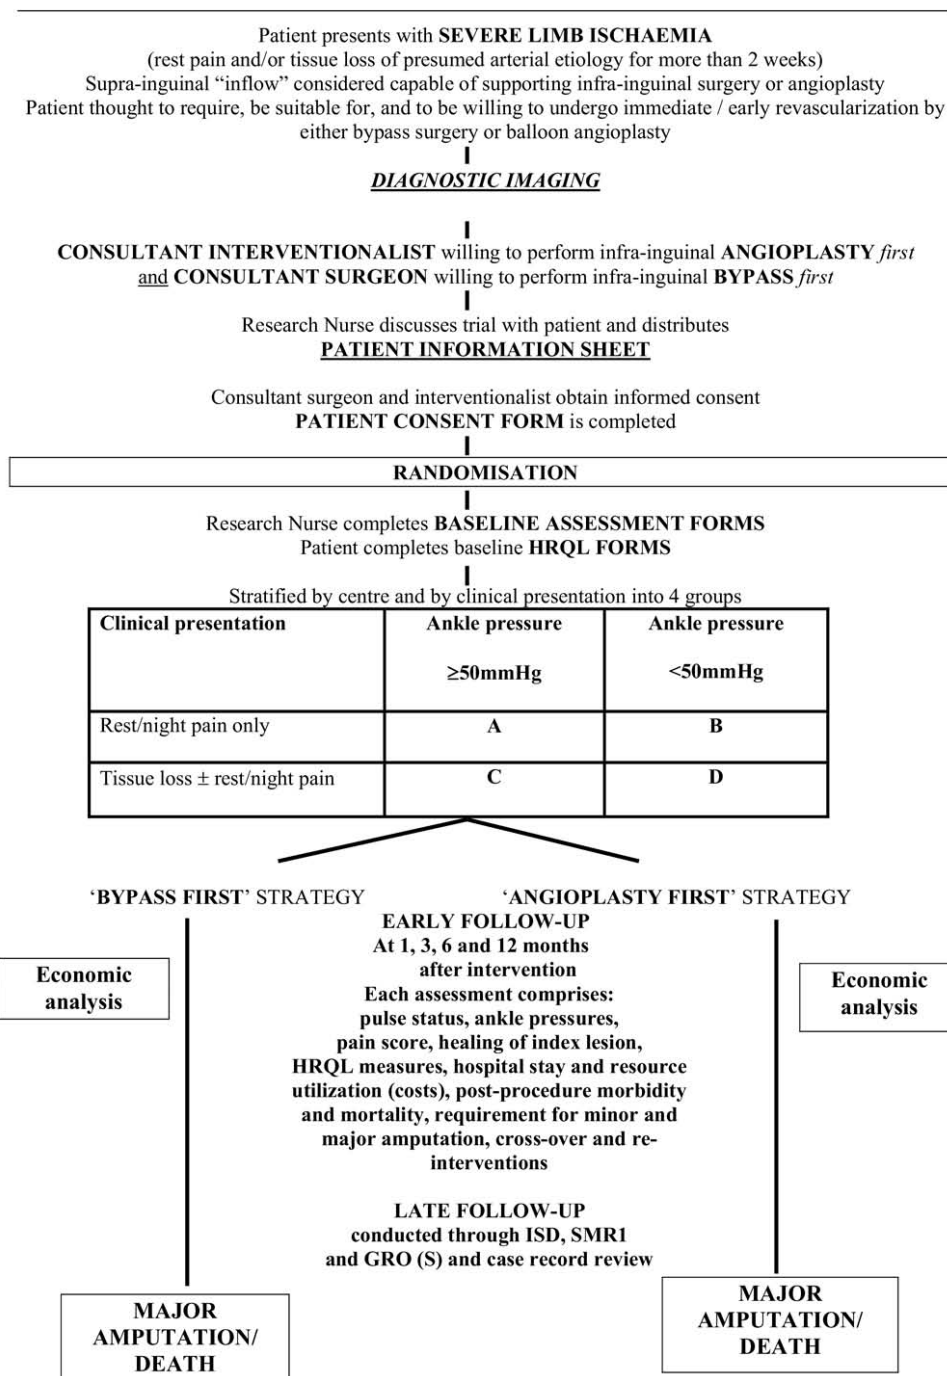 Patient presents with SEVERE LIMB ISCHAEMIA
(rest pain and/or tissue loss of presumed arterial etiology for more than 2 weeks)
Supra-inguinal “inflow” considered capable of supporting infra-inguinal surgery or angioplasty
Patient thought to require, be suitable for, and to be willing to undergo immediate / early revascularization by
either bypass surgery or balloon angioplasty
DIAGNOSTIC IMAGING
CONSULTANT INTERVENTIONALIST willing to perform infra-inguinal ANGIOPLASTY first
and CONSULTANT SURGEON willing to perform infra-inguinal BYPASS first
Research Nurse discusses trial with patient and distributes
PATIENT INFORMATION SHEET
Consultant surgeon and interventionalist obtain informed consent
PATIENT CONSENT FORM is completed
RANDOMISATION
Research Nurse completes BASELINE ASSESSMENT FORMS
Patient completes baseline HRQL FORMS
Stratified by centre and by clinical presentation into 4 groups
Clinical presentation Ankle pressure Ankle pressure
≥50mmHg <50mmHg
Rest/night pain only A B
Tissue loss ± rest/night pain C D
‘BYPASS FIRST’ STRATEGY ‘ANGIOPLASTY FIRST’ STRATEGY
EARLY FOLLOW-UP
At 1, 3, 6 and 12 months
after intervention
Each assessment comprises:
pulse status, ankle pressures,
pain score, healing of index lesion,
HRQL measures, hospital stay and resource
utilization (costs), post-procedure morbidity
and mortality, requirement for minor and
major amputation, cross-over and re-
interventions
Economic
analysis
Economic
analysis
LATE FOLLOW-UP
conducted through ISD, SMR1
and GRO (S) and case record review
MAJOR
AMPUTATION/
DEATH
MAJOR
AMPUTATION/
DEATH